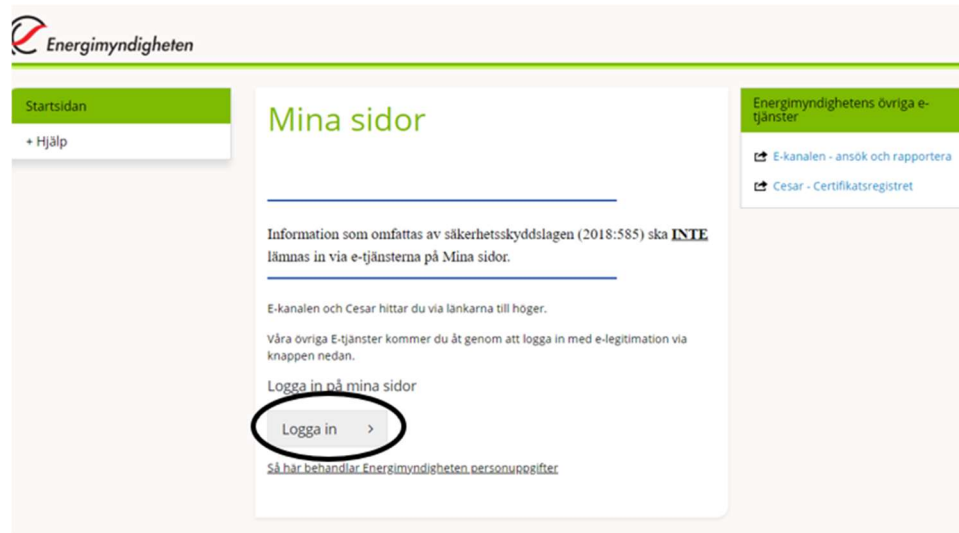 Energimyndigheten
Startsidan
+ Hjälp
Mina sidor
Information som omfattas av säkerhetsskyddslagen (2018:585) ska INTE
lämnas in via e-tjänsterna på Mina sidor.
E-kanalen och Cesar hittar du via länkarna till höger.
Våra övriga E-tjänster kommer du åt genom att logga in med e-legitimation via
knappen nedan.
Logga in på mina sidor
Logga in >
Så här behandlar Energimyndigheten personuppgifter
Energimyndighetens övriga e-
tjänster
E-kanalen - ansök och rapportera
Cesar - Certifikatsregistret